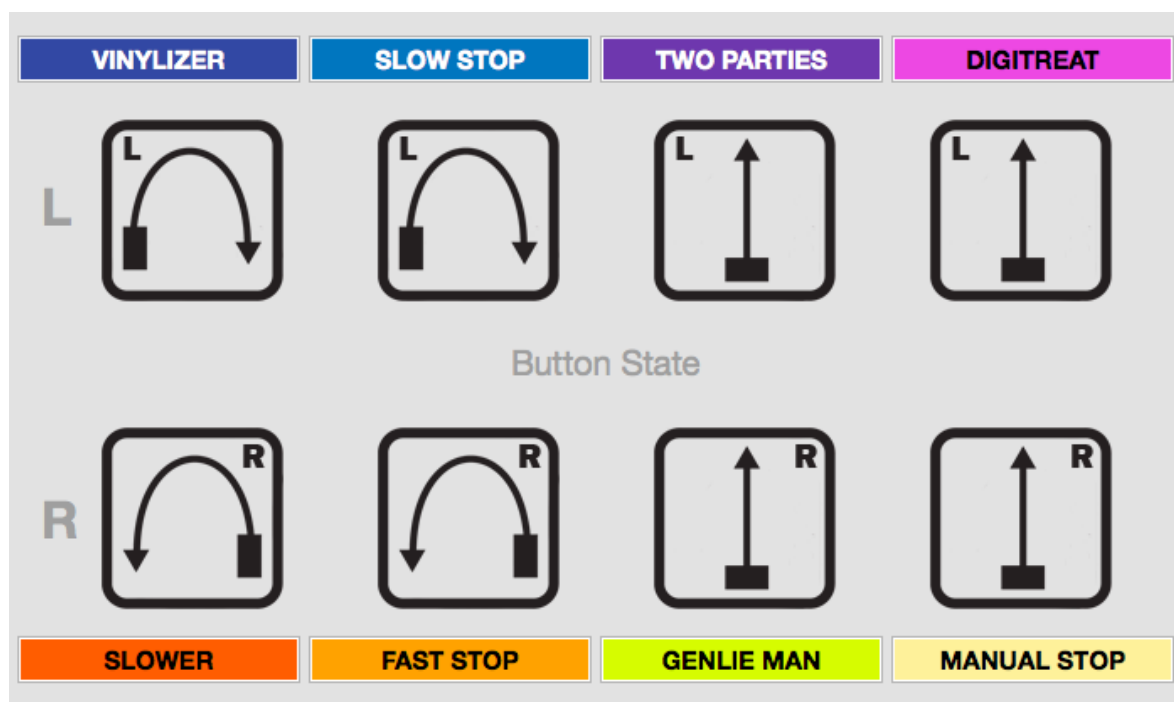 VINYLIZER SLOW STOP TWO PARTIES DIGITREAT
L L L L L
Button State
R R R R R
SLOWER FAST STOP GENLIE MAN MANUAL STOP